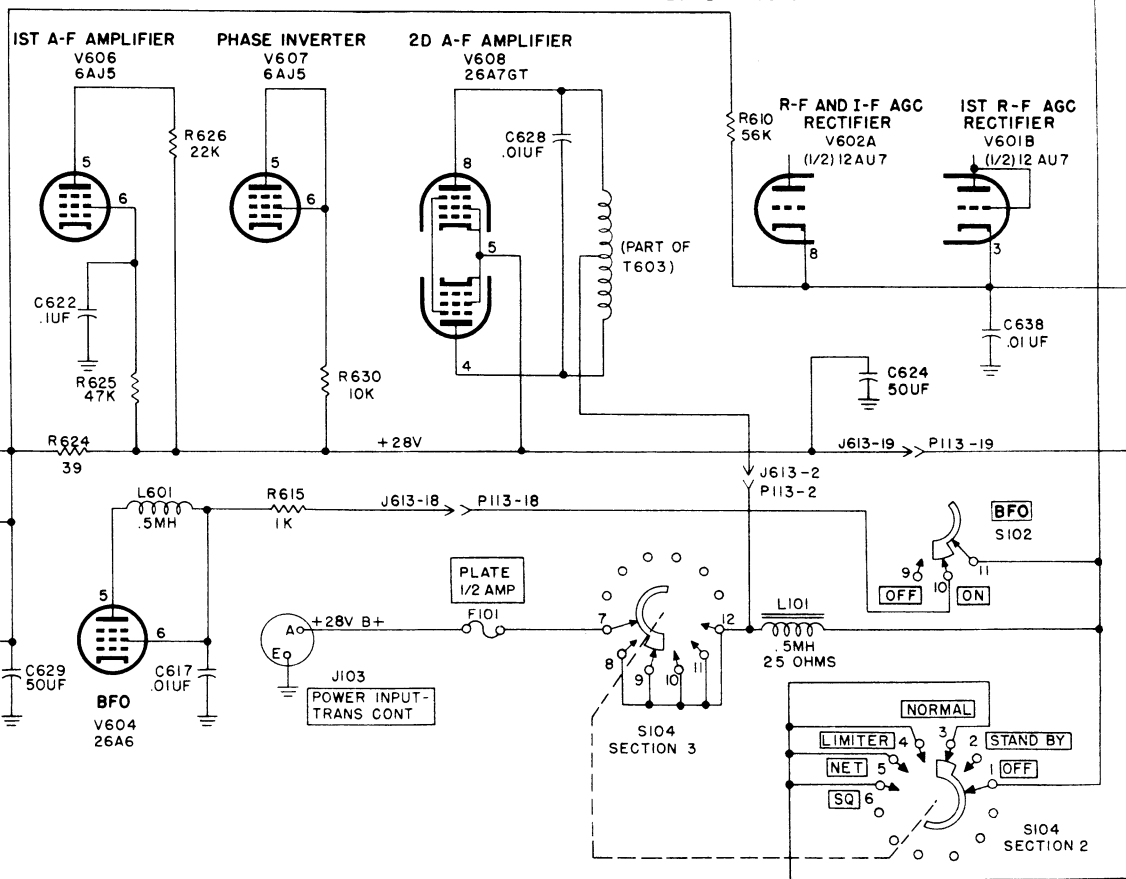 1ST A-F AMPLIFIER
V606
6AJ5
PHASE INVERTER
V607
6AJ5
2D A-F AMPLIFIER
V608
26A7GT
R626
22K
C628
.01UF
R610
56K
R-F AND I-F AGC
RECTIFIER
V602A
(1/2) 12AU7
1ST R-F AGC
RECTIFIER
V601B
(1/2) 12 AU7
5
6
5
6
8
5
4
8
3
(PART OF
T603)
C622
.1UF
R625
47K
R630
10K
C638
.01 UF
C624
50UF
R624
39
+28V
J613-19
P113-19
J613-2
P113-2
L601
.5MH
R615
1K
J613-18
P113-18
BFO
S102
9
10
11
OFF
ON
PLATE
1/2 AMP
F101
5
6
A
+28V B+
E
7
8
9
10
11
12
L101
.5MH
25 OHMS
C629
50UF
C617
.01UF
BFO
V604
26A6
J103
POWER INPUT-
TRANS CONT
S104
SECTION 3
NORMAL
LIMITER 4
3
2 STAND BY
NET 5
1 OFF
SQ 6
S104
SECTION 2